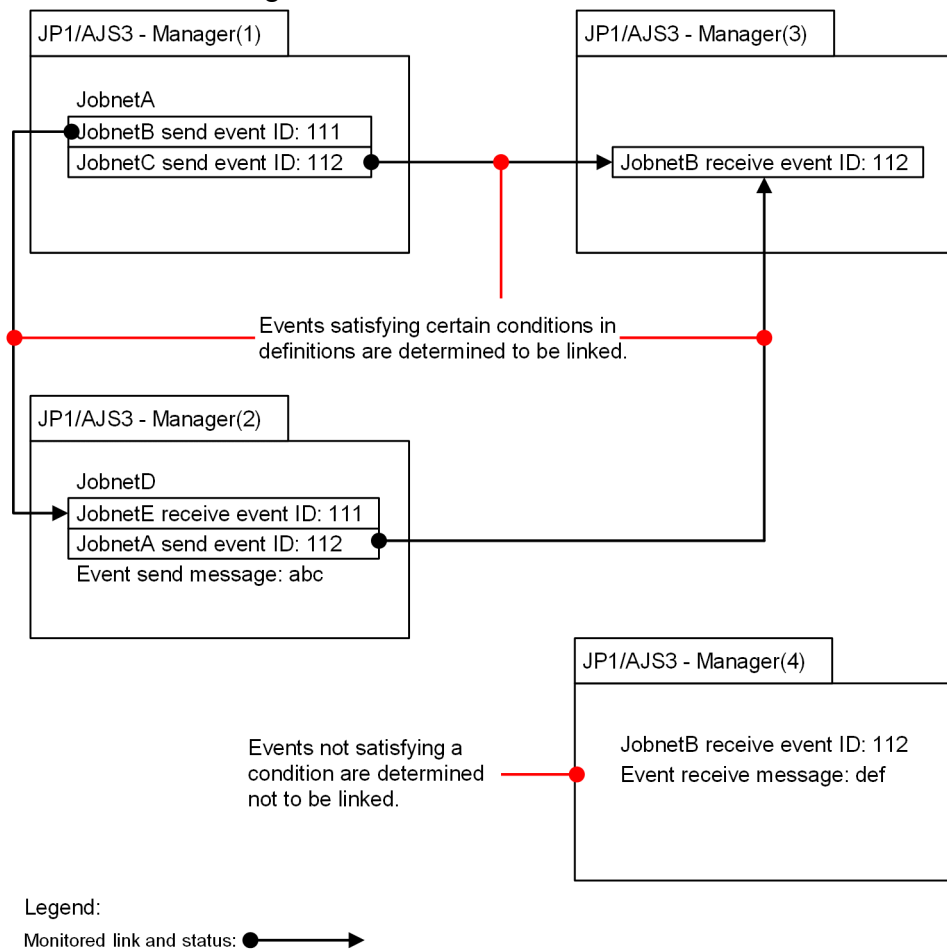 JP1/AJS3 - Manager(1)
JobnetA
JobnetB send event ID: 111
JobnetC send event ID: 112
JP1/AJS3 - Manager(3)
JobnetB receive event ID: 112
Events satisfying certain conditions in
definitions are determined to be linked.
JP1/AJS3 - Manager(2)
JobnetD
JobnetE receive event ID: 111
JobnetA send event ID: 112
Event send message: abc
JP1/AJS3 - Manager(4)
JobnetB receive event ID: 112
Event receive message: def
Events not satisfying a
condition are determined
not to be linked.
Legend:
Monitored link and status: